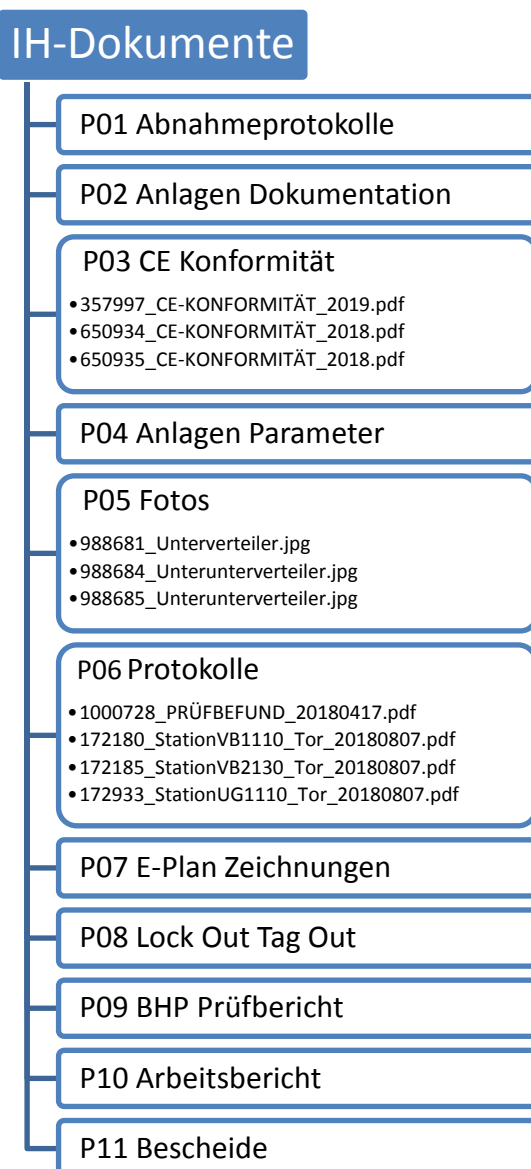 IH-Dokumente
P01 Abnahmeprotokolle
P02 Anlagen Dokumentation
P03 CE Konformität
•357997_CE-KONFORMITÄT_2019.pdf
•650934_CE-KONFORMITÄT_2018.pdf
•650935_CE-KONFORMITÄT_2018.pdf
P04 Anlagen Parameter
P05 Fotos
•988681_Unterverteiler.jpg
•988684_Unterunterverteiler.jpg
•988685_Unterunterverteiler.jpg
P06 Protokolle
•1000728_PRÜFBEFUND_20180417.pdf
•172180_StationVB1110_Tor_20180807.pdf
•172185_StationVB2130_Tor_20180807.pdf
•172933_StationUG1110_Tor_20180807.pdf
P07 E-Plan Zeichnungen
P08 Lock Out Tag Out
P09 BHP Prüfbericht
P10 Arbeitsbericht
P11 Bescheide